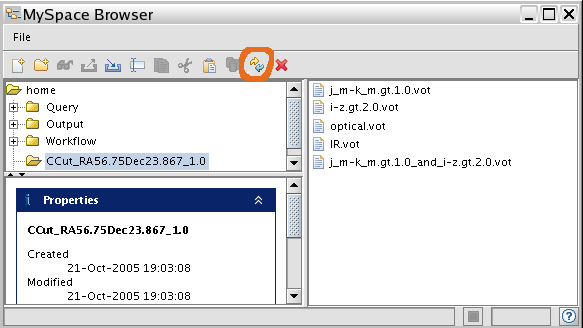 MySpace Browser
File
home
Query
Output
Workflow
CCut_RA56.75Dec23.867_1.0
j_m-k_m.gt.1.0.vot
i-z.gt.2.0.vot
optical.vot
IR.vot
j_m-k_m.gt.1.0_and_i-z.gt.2.0.vot
i Properties
CCut_RA56.75Dec23.867_1.0
Created
21-Oct-2005 19:03:08
Modified
21-Oct-2005 19:03:08
?